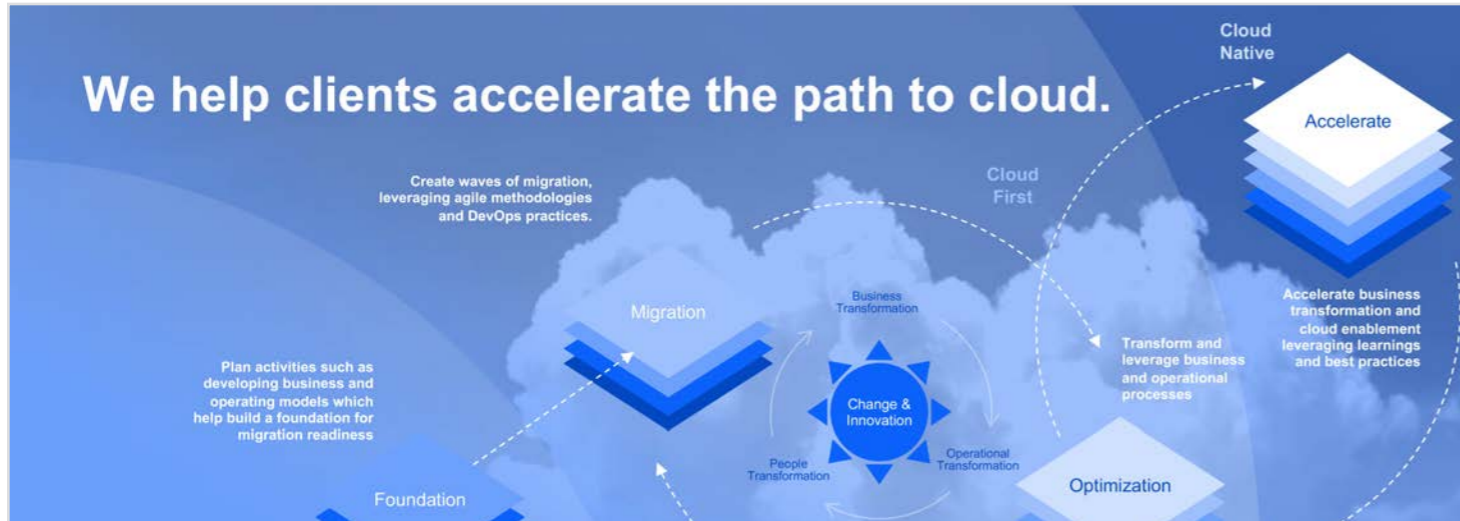 We help clients accelerate the path to cloud.
Cloud
Native
Accelerate
Create waves of migration,
leveraging agile methodologies
and DevOps practices.
Cloud
First
Migration
Business
Transformation
Accelerate business
transformation and
cloud enablement
leveraging learnings
and best practices
Transform and
leverage business
and operational
processes
Plan activities such as
developing business and
operating models which
help build a foundation for
migration readiness
Change &
Innovation
People
Transformation
Operational
Transformation
Foundation
Optimization